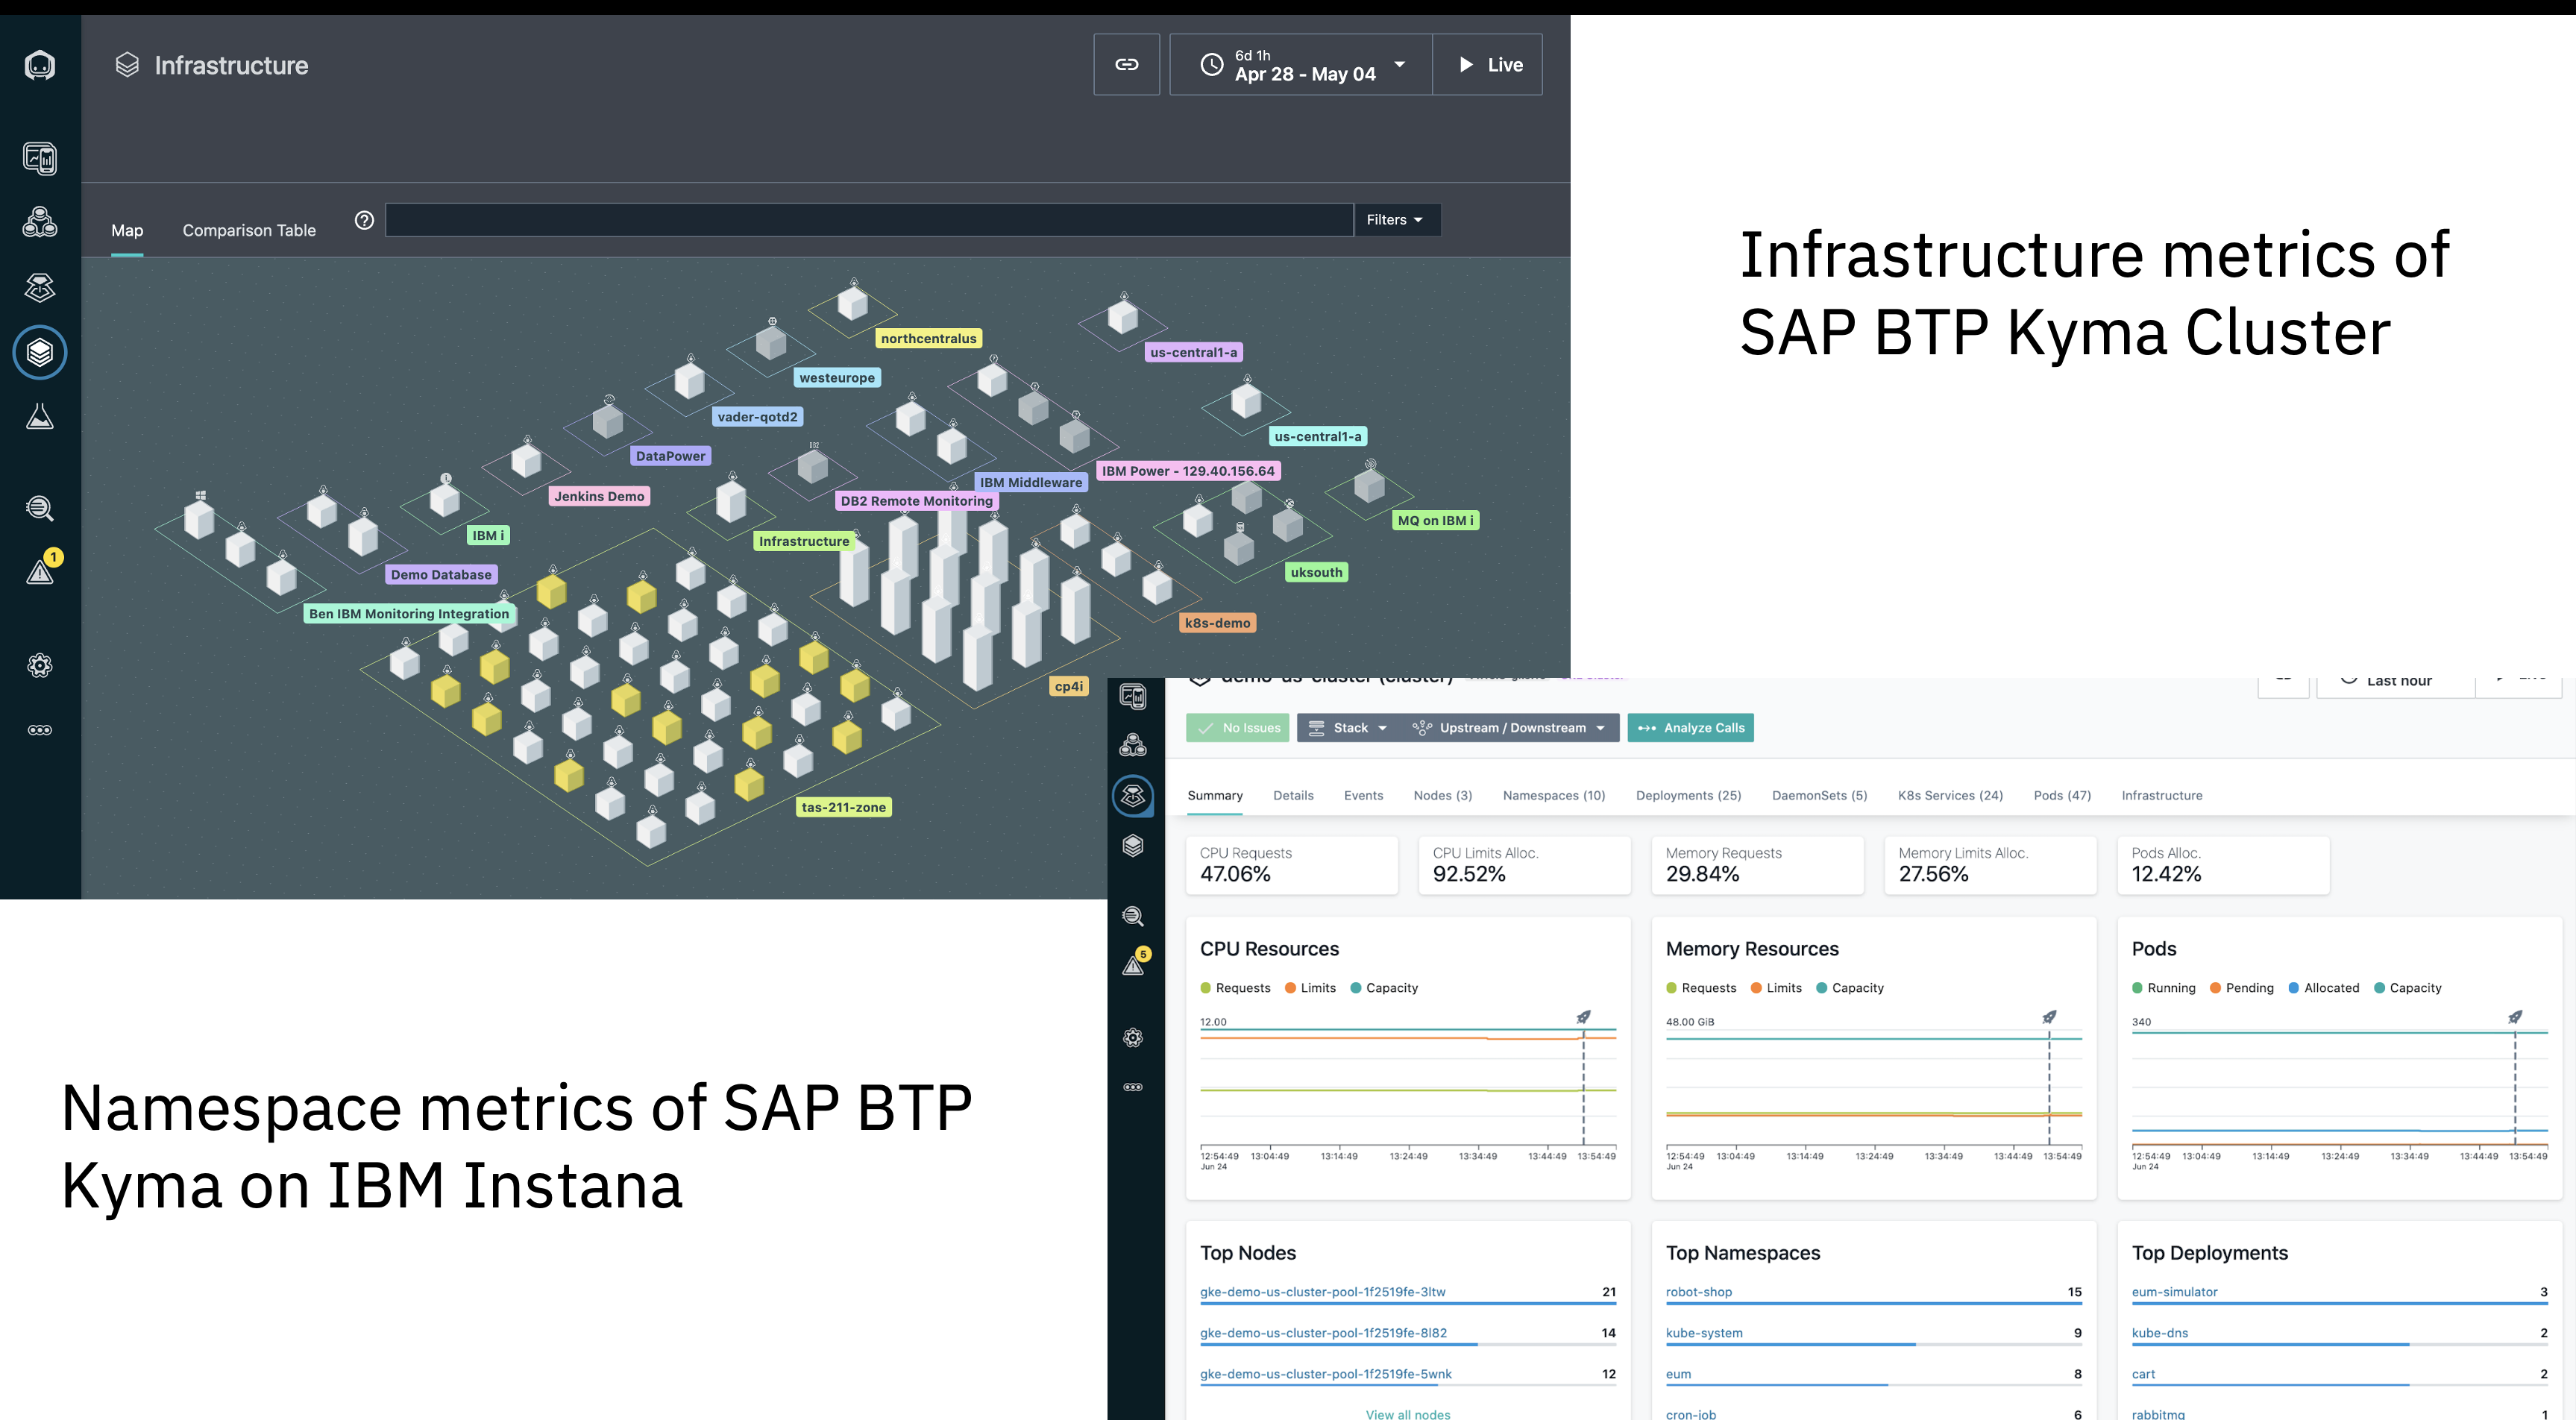 Infrastructure
6d 1h
Apr 28 - May 04
Live
Map
Comparison Table
Filters
northcentralus
us-central1-a
westeurope
vader-qotd2
us-central1-a
DataPower
IBM Power - 129.40.156.64
IBM Middleware
Jenkins Demo
DB2 Remote Monitoring
MQ on IBM i
IBM i
Infrastructure
1
Demo Database
uksouth
Ben IBM Monitoring Integration
k8s-demo
cp4i
tas-211-zone
Infrastructure metrics of
SAP BTP Kyma Cluster
Namespace metrics of SAP BTP
Kyma on IBM Instana
demo-us-cluster (cluster)
Last hour
No Issues
Stack
Upstream / Downstream
Analyze Calls
Summary
Details
Events
Nodes (3)
Namespaces (10)
Deployments (25)
DaemonSets (5)
K8s Services (24)
Pods (47)
Infrastructure
CPU Requests
47.06%
CPU Limits Alloc.
92.52%
Memory Requests
29.84%
Memory Limits Alloc.
27.56%
Pods Alloc.
12.42%
5
CPU Resources
Requests Limits Capacity
12.00
12:54:49 13:04:49 13:14:49 13:24:49 13:34:49 13:44:49 13:54:49
Jun 24
Memory Resources
Requests Limits Capacity
48.00 GiB
12:54:49 13:04:49 13:14:49 13:24:49 13:34:49 13:44:49 13:54:49
Jun 24
Pods
Running Pending Allocated Capacity
340
12:54:49 13:04:49 13:14:49 13:24:49 13:34:49 13:44:49 13:54:49
Jun 24
Top Nodes
gke-demo-us-cluster-pool-1f2519fe-3ltw 21
gke-demo-us-cluster-pool-1f2519fe-8l82 14
gke-demo-us-cluster-pool-1f2519fe-5wnk 12
View all nodes
Top Namespaces
robot-shop 15
kube-system 9
eum 8
cron-job 6
Top Deployments
eum-simulator 3
kube-dns 2
cart 2
rabbitmq 1